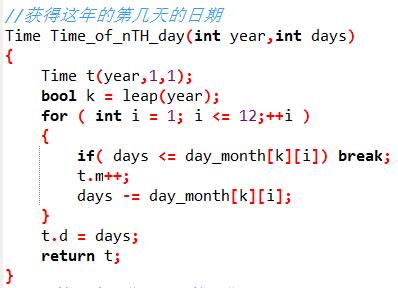 //获得这年的第几天的日期
Time Time_of_nTH_day(int year,int days)
{
    Time t(year,1,1);
    bool k = leap(year);
    for ( int i = 1; i <= 12;++i )
    {
        if( days <= day_month[k][i]) break;
        t.m++;
        days -= day_month[k][i];
    }
    t.d = days;
    return t;
}